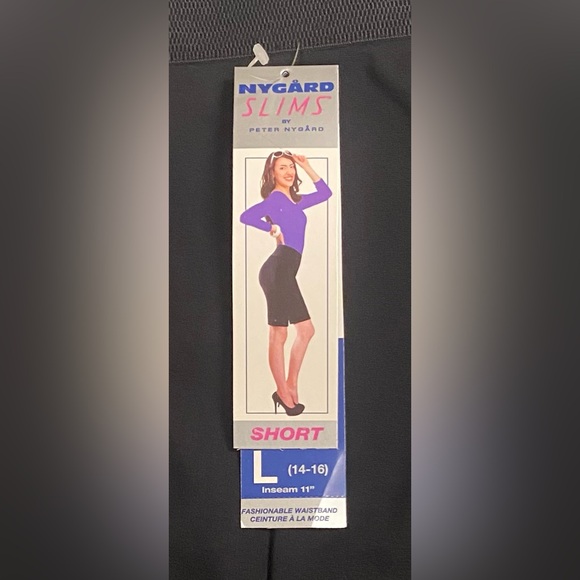 NYGÅRD
SLIMS
BY
PETER NYGÅRD
SHORT
L (14-16)
Inseam 11"
FASHIONABLE WAISTBAND
CEINTURE À LA MODE